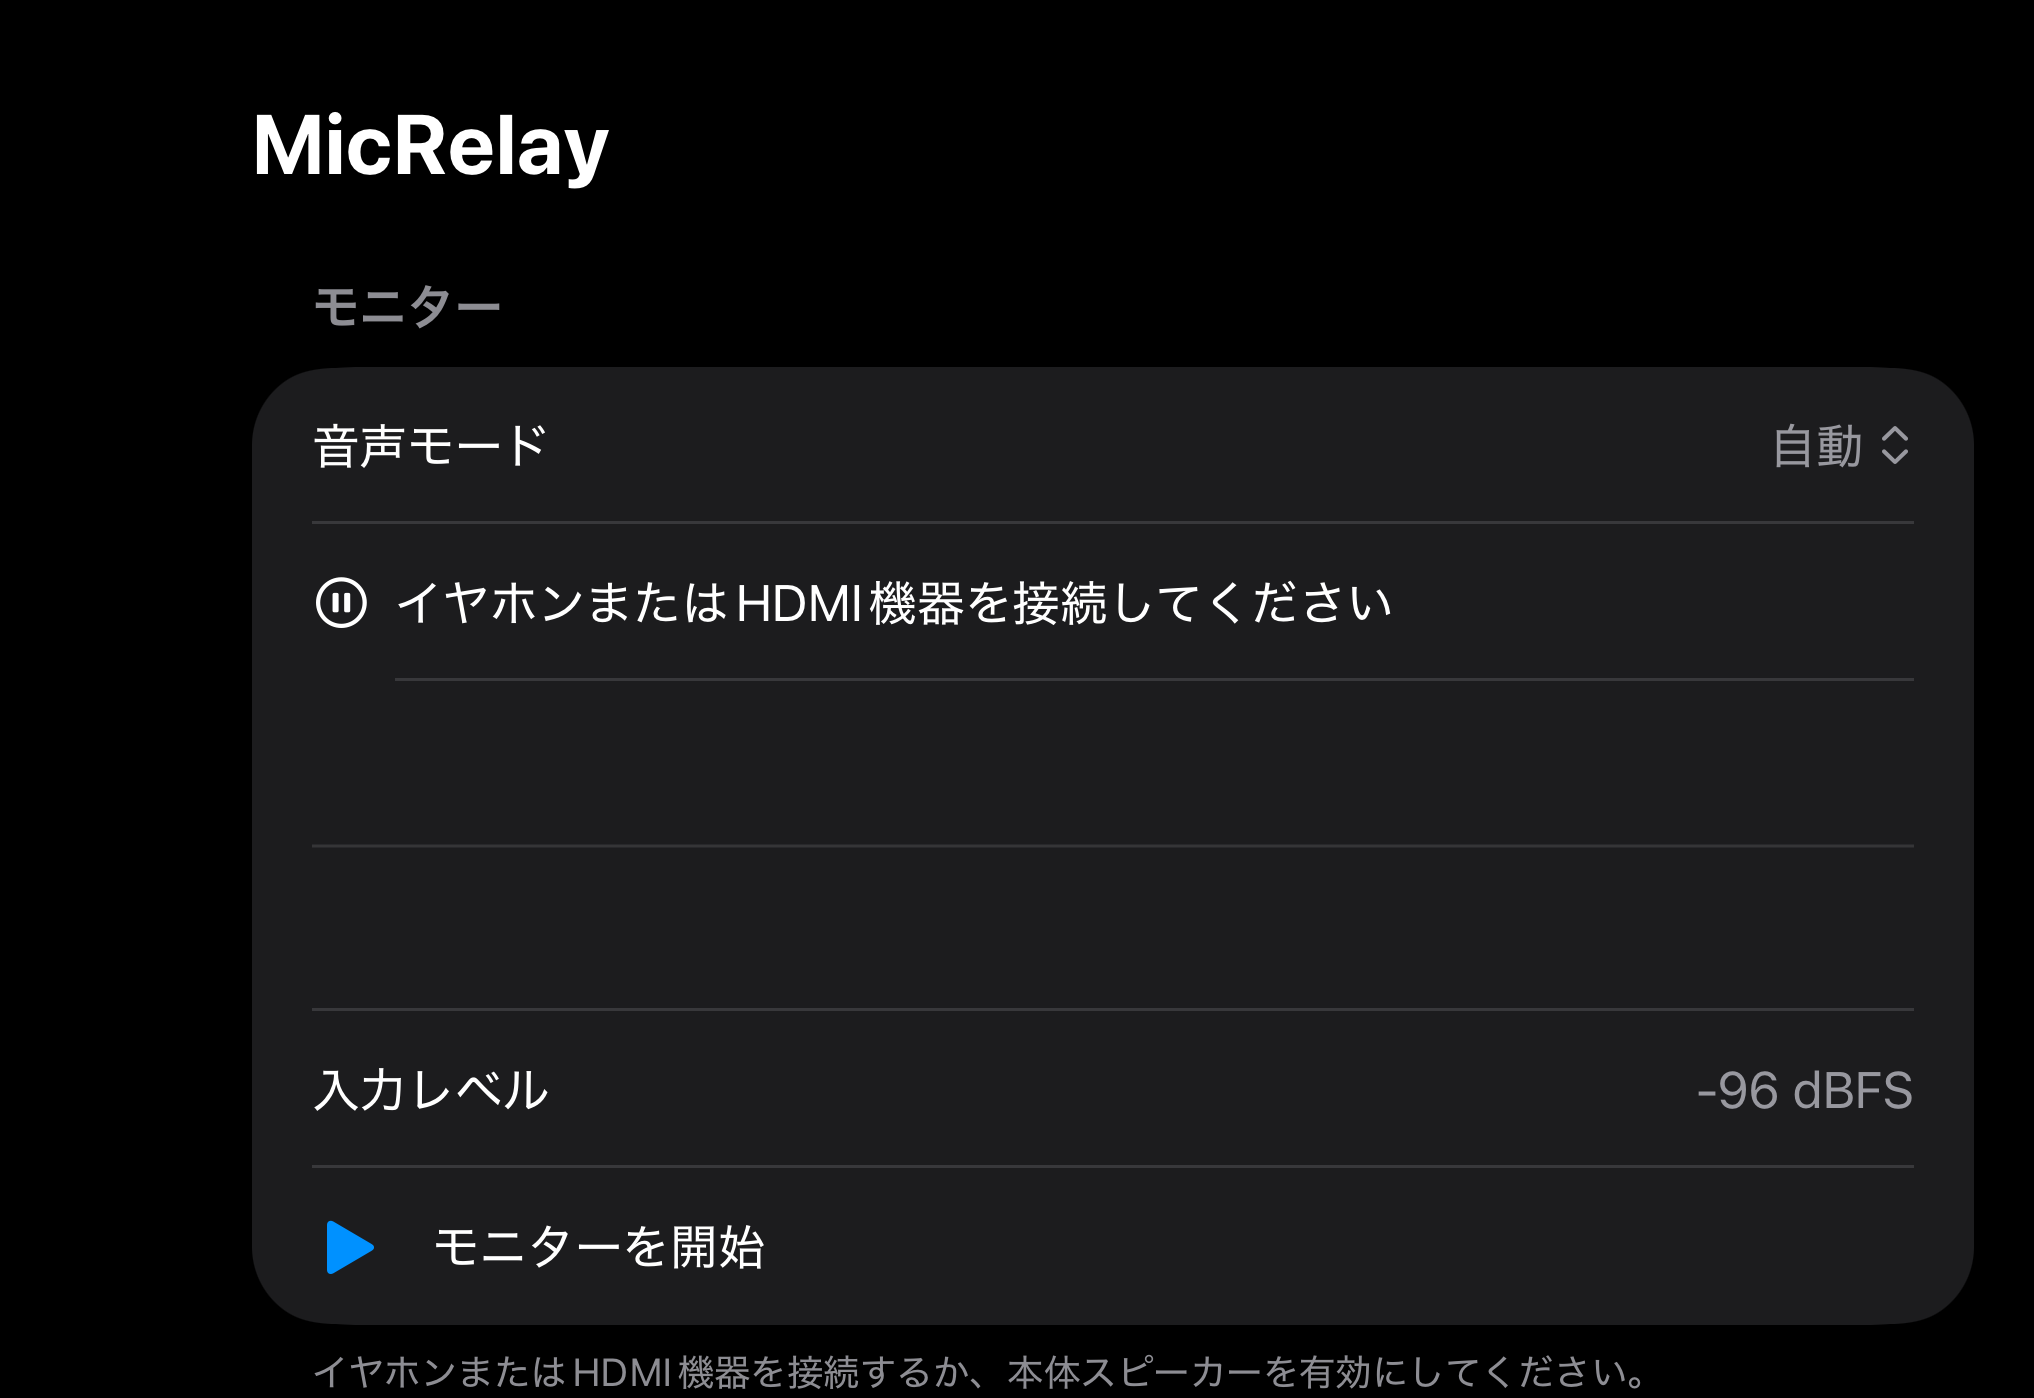 MicRelay
モニター
音声モード 自動
イヤホンまたはHDMI機器を接続してください
入力レベル -96 dBFS
モニターを開始
イヤホンまたはHDMI機器を接続するか、本体スピーカーを有効にしてください。